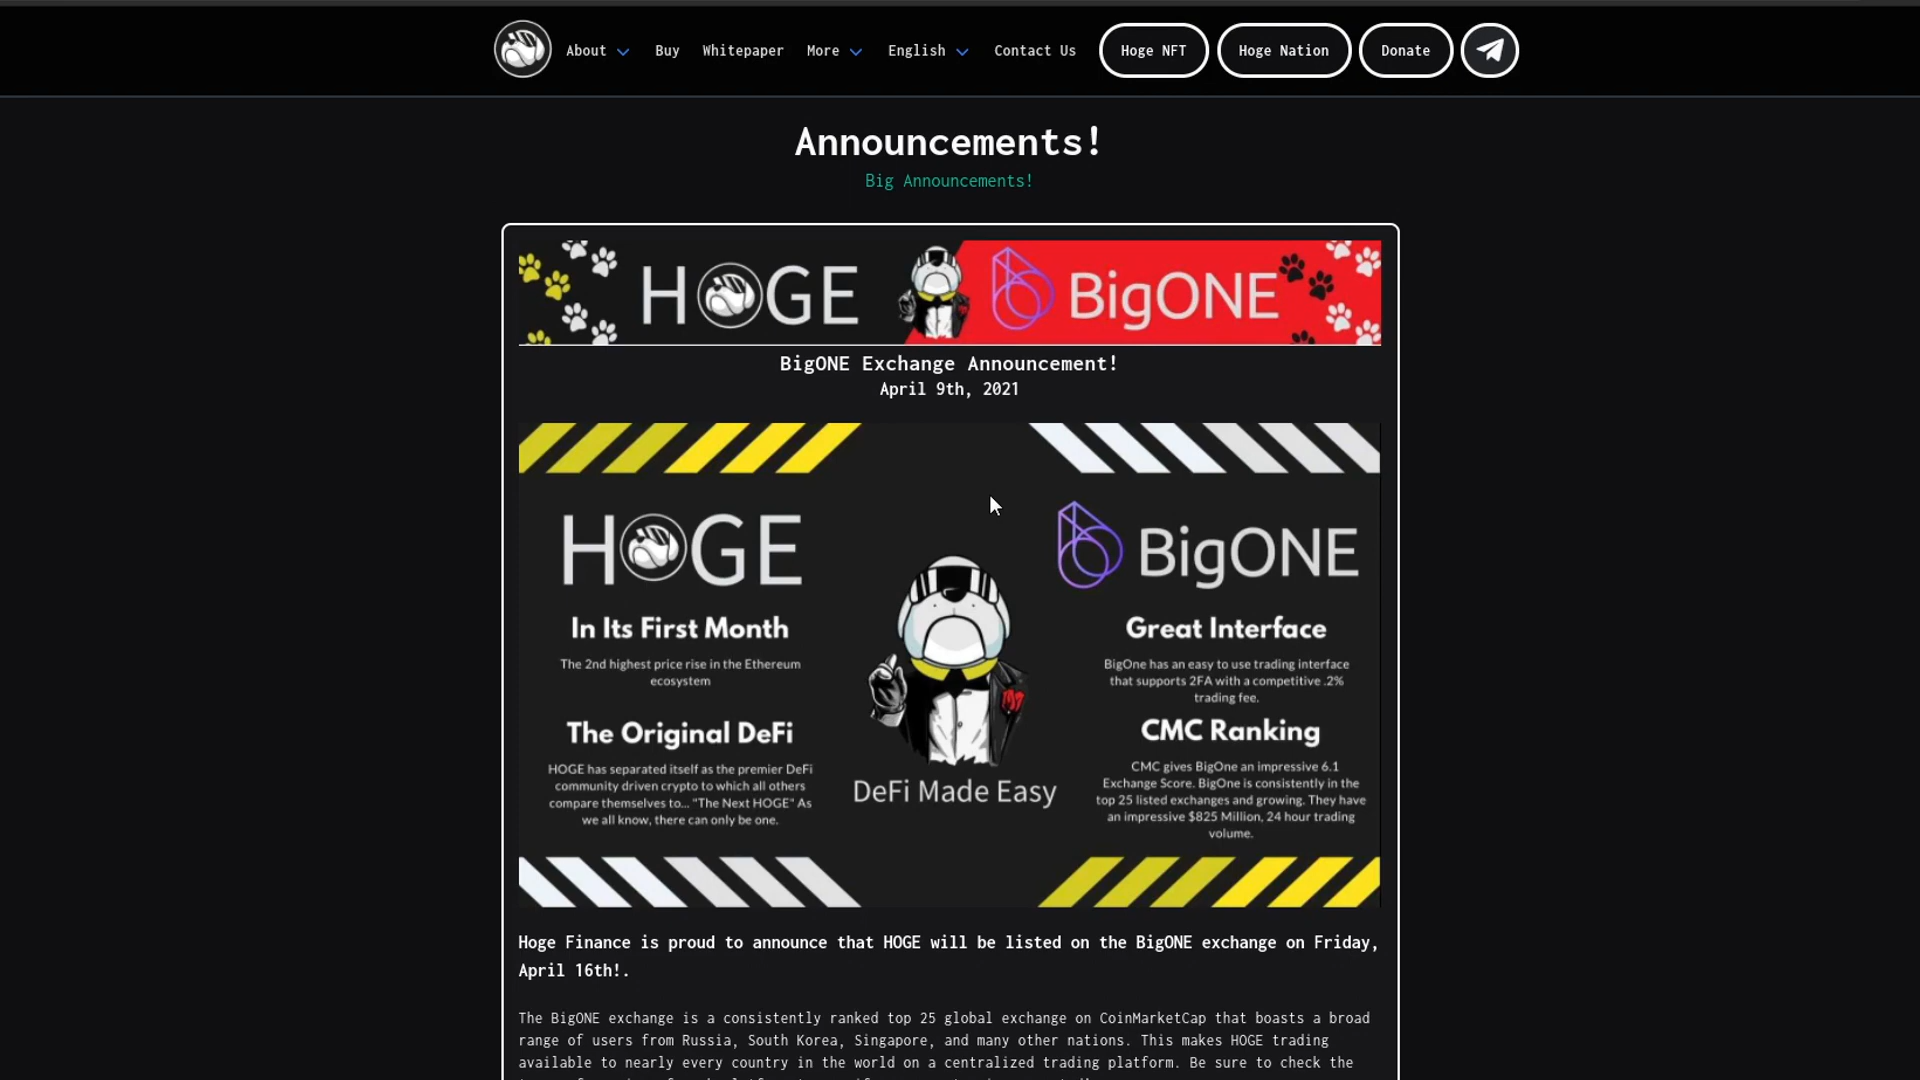 About Buy Whitepaper More English Contact Us Hoge NFT Hoge Nation Donate
Announcements!
Big Announcements!
HOGE BigONE
BigONE Exchange Announcement!
April 9th, 2021
HOGE
In Its First Month
The 2nd highest price rise in the Ethereum
ecosystem
The Original DeFi
HOGE has separated itself as the premier DeFi
community driven crypto to which all others
compare themselves to... "The Next HOGE" As
we all know, there can only be one.
DeFi Made Easy
BigONE
Great Interface
BigOne has an easy to use trading interface
that supports 2FA with a competitive .2%
trading fee.
CMC Ranking
CMC gives BigOne an impressive 6.1
Exchange Score. BigOne is consistently in the
top 25 listed exchanges and growing. They have
an impressive $825 Million, 24 hour trading
volume.
Hoge Finance is proud to announce that HOGE will be listed on the BigONE exchange on Friday,
April 16th!.
The BigONE exchange is a consistently ranked top 25 global exchange on CoinMarketCap that boasts a broad
range of users from Russia, South Korea, Singapore, and many other nations. This makes HOGE trading
available to nearly every country in the world on a centralized trading platform. Be sure to check the